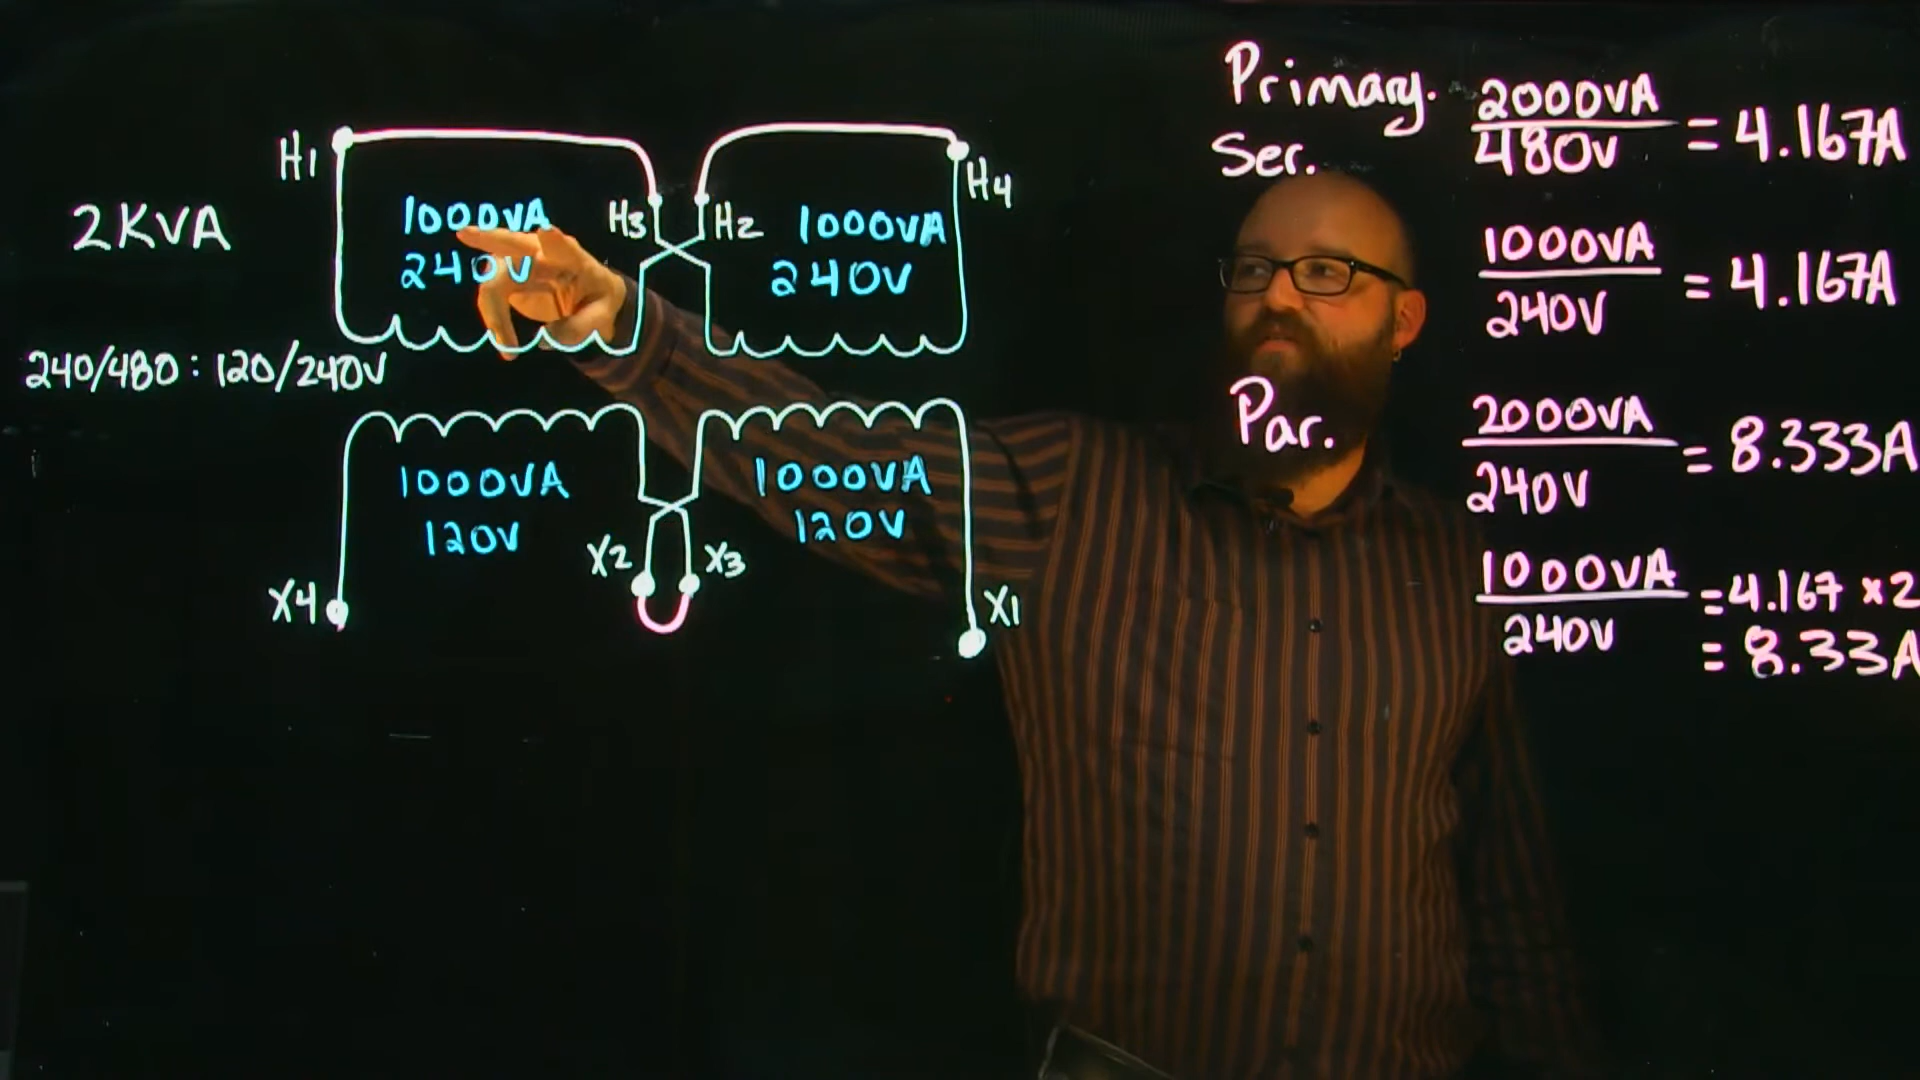 2KVA
240/480 : 120/240V
H1
H3
H2
H4
1000VA
240V
1000VA
240V
1000VA
120V
1000VA
120V
X4
X2
X3
X1
Primary.
Ser.
2000VA
480V
= 4.167A
1000VA
240V
= 4.167A
Par.
2000VA
240V
= 8.333A
1000VA
240V
= 4.167 x2
= 8.33A